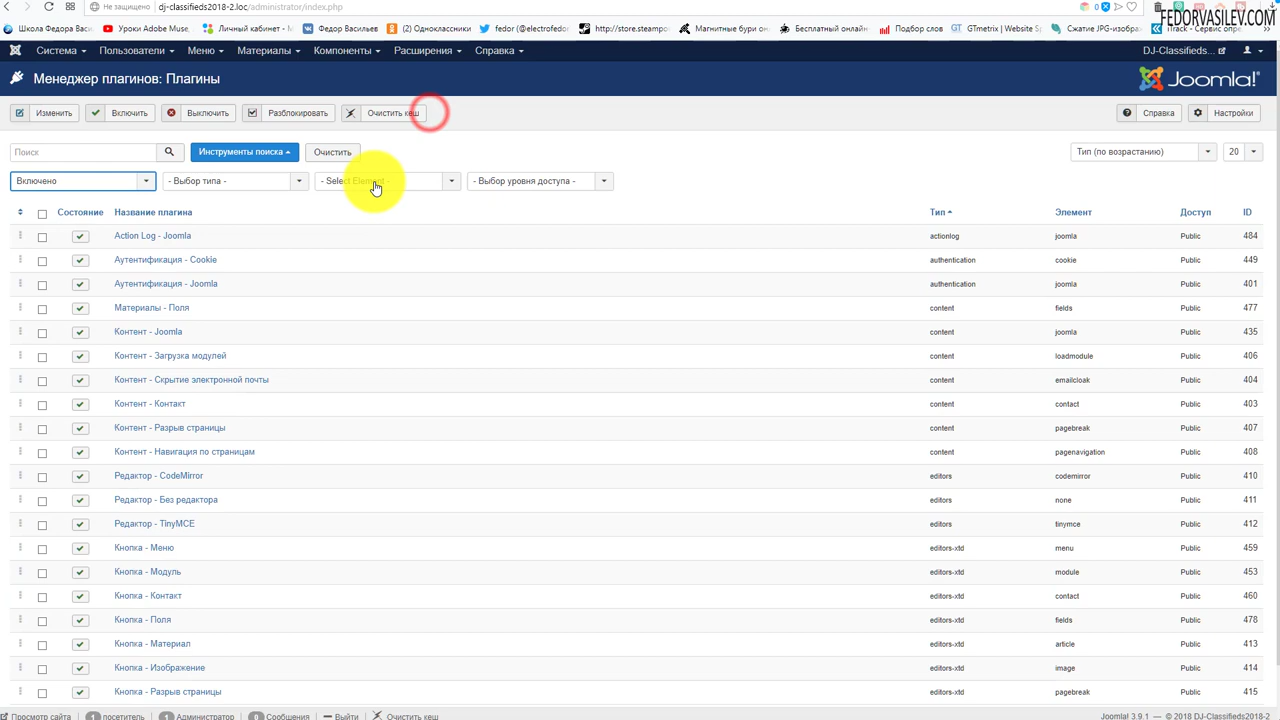 Не защищено dj-classifieds2018-2.loc/administrator/index.php
FEDORVASILEV.COM
Школа Федора Васил Уроки Adobe Muse, Личный кабинет - М Федор Васильев (2) Одноклассники fedor (@electrofedo http://store.steampo Магнитные бури он Бесплатный онлайн Подбор слов GTmetrix | Website S Сжатие JPG-изобра iTrack - Сервис опре
Система Пользователи Меню Материалы Компоненты Расширения Справка DJ-Classifieds...
Менеджер плагинов: Плагины Joomla!
Изменить Включить Выключить Разблокировать Очистить кеш Справка Настройки
Поиск Инструменты поиска Очистить Тип (по возрастанию) 20
Включено - Выбор типа - - Select Element - - Выбор уровня доступа -
Состояние Название плагина Тип Элемент Доступ ID
Action Log - Joomla actionlog joomla Public 484
Аутентификация - Cookie authentication cookie Public 449
Аутентификация - Joomla authentication joomla Public 401
Материалы - Поля content fields Public 477
Контент - Joomla content joomla Public 435
Контент - Загрузка модулей content loadmodule Public 406
Контент - Скрытие электронной почты content emailcloak Public 404
Контент - Контакт content contact Public 403
Контент - Разрыв страницы content pagebreak Public 407
Контент - Навигация по страницам content pagenavigation Public 408
Редактор - CodeMirror editors codemirror Public 410
Редактор - Без редактора editors none Public 411
Редактор - TinyMCE editors tinymce Public 412
Кнопка - Меню editors-xtd menu Public 459
Кнопка - Модуль editors-xtd module Public 453
Кнопка - Контакт editors-xtd contact Public 460
Кнопка - Поля editors-xtd fields Public 478
Кнопка - Материал editors-xtd article Public 413
Кнопка - Изображение editors-xtd image Public 414
Кнопка - Разрыв страницы editors-xtd pagebreak Public 415
Просмотр сайта 1 посетитель 1 Администратор 0 Сообщения Выйти Очистить кеш Joomla! 3.9.1 — © 2018 DJ-Classifieds2018-2